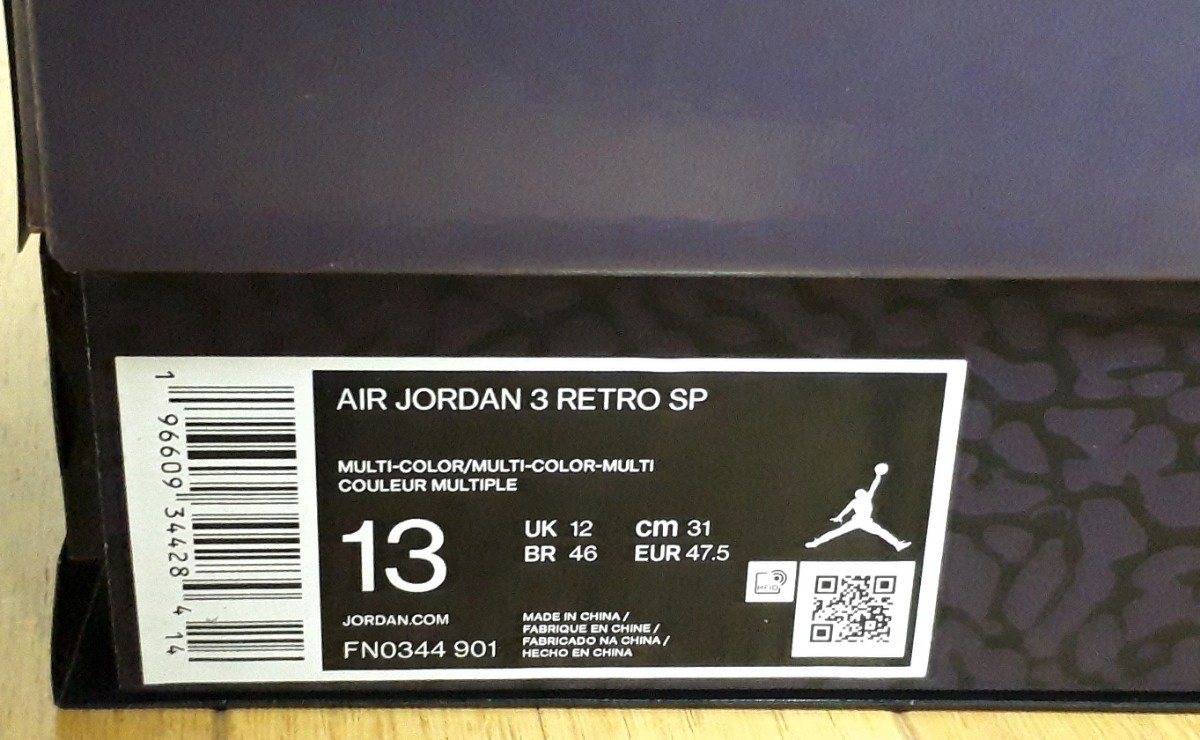 AIR JORDAN 3 RETRO SP
MULTI-COLOR/MULTI-COLOR-MULTI
COULEUR MULTIPLE
13
UK 12 cm 31
BR 46 EUR 47.5
JORDAN.COM
FN0344 901
MADE IN CHINA /
FABRIQUE EN CHINE /
FABRICADO NA CHINA /
HECHO EN CHINA
RFID
1 96609 34428 4 14